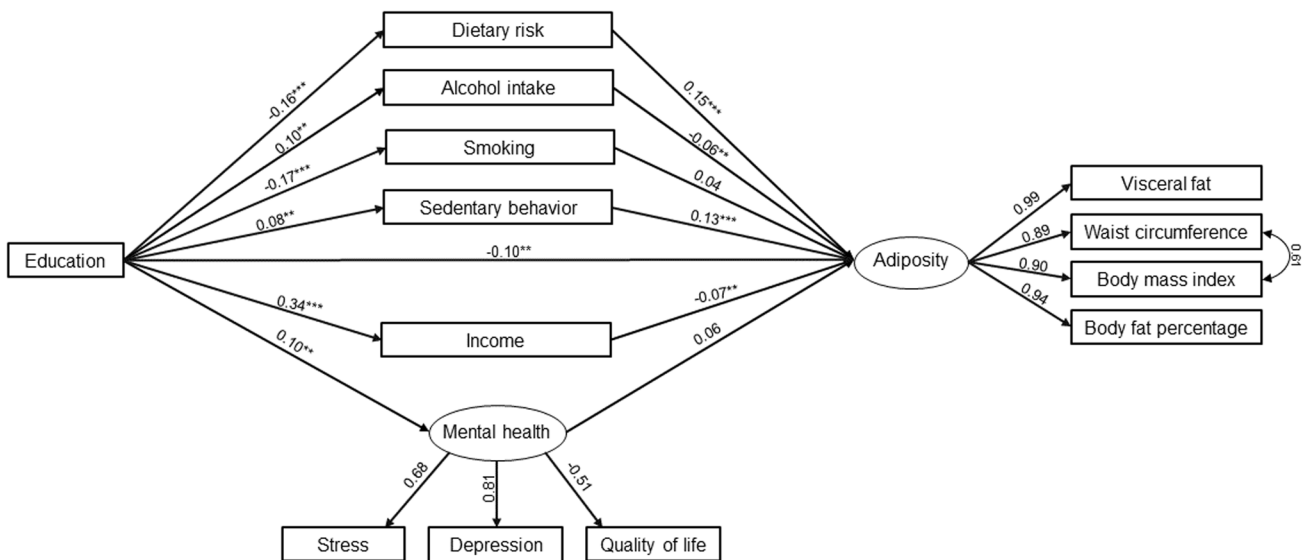 Dietary risk
-0.16***
0.15***
Alcohol intake
0.10**
-0.06**
Smoking
-0.17***
0.04
Visceral fat
0.99
Sedentary behavior
0.08**
0.13***
Waist circumference
0.89
0.61
Education
-0.10**
Adiposity
0.90
Body mass index
0.94
Body fat percentage
0.34***
-0.07**
Income
0.10**
0.06
Mental health
0.68
0.81
-0.51
Stress
Depression
Quality of life